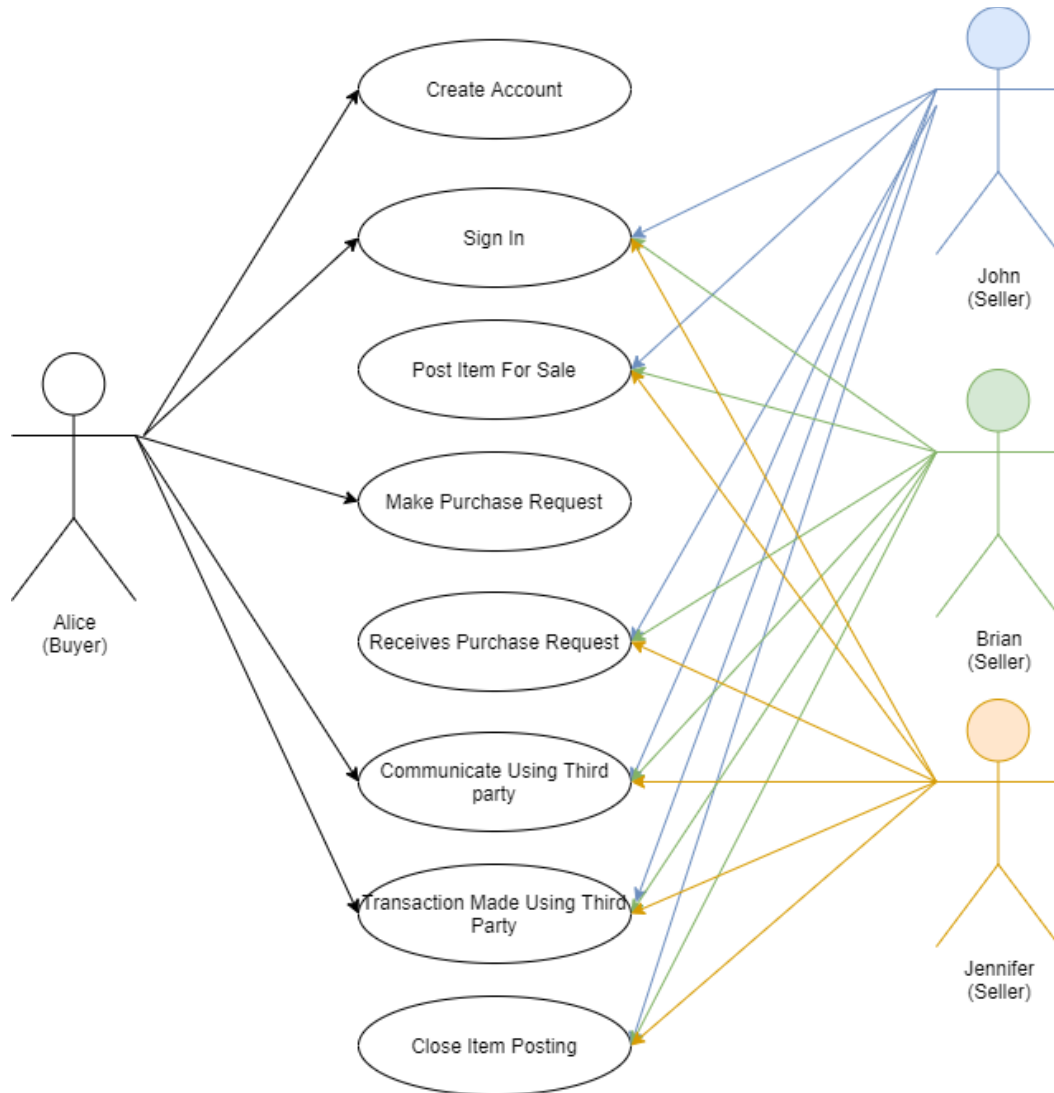 Create Account
Sign In
Post Item For Sale
Make Purchase Request
Receives Purchase Request
Communicate Using Third
party
Transaction Made Using Third
Party
Close Item Posting
Alice
(Buyer)
John
(Seller)
Brian
(Seller)
Jennifer
(Seller)